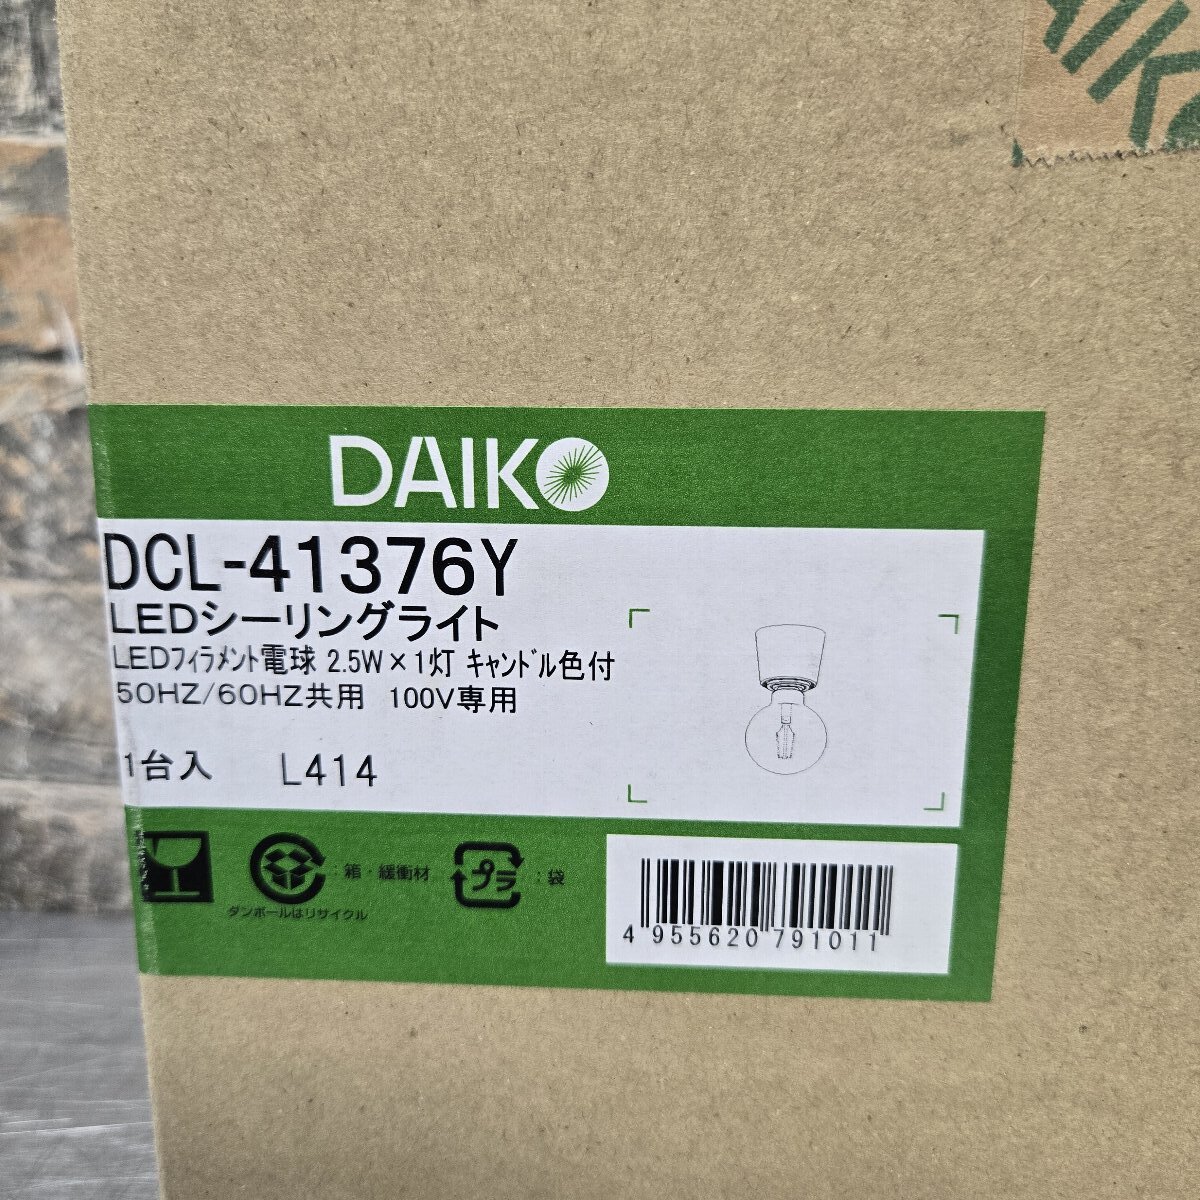 DAIKO
DAIKO
DCL-41376Y
LEDシーリングライト
LEDフィラメント電球 2.5W×1灯 キャンドル色付
50HZ/60HZ共用 100V専用
1台入 L414
:箱・緩衝材
プラ :袋
ダンボールはリサイクル
4 955620 791011